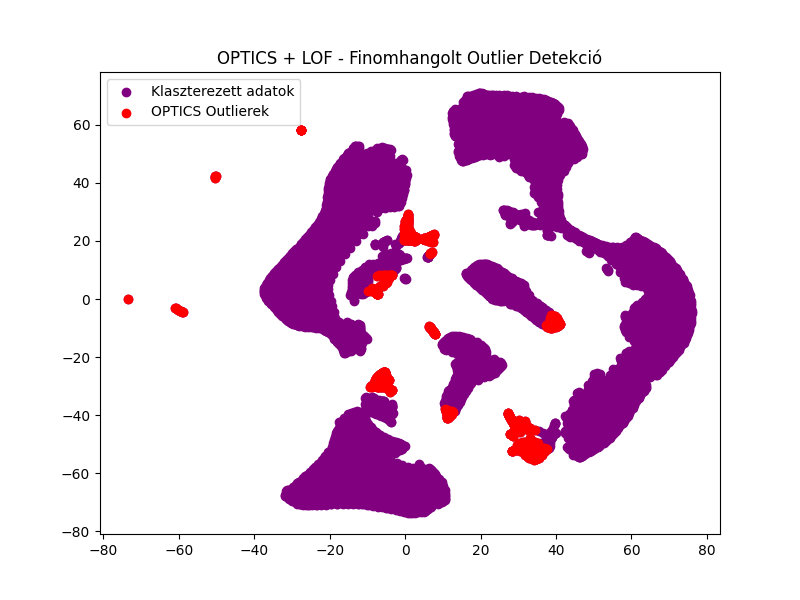 OPTICS + LOF - Finomhangolt Outlier Detekció
Klaszterezett adatok
OPTICS Outlierek
60
40
20
0
−20
−40
−60
−80
−80 −60 −40 −20 0 20 40 60 80